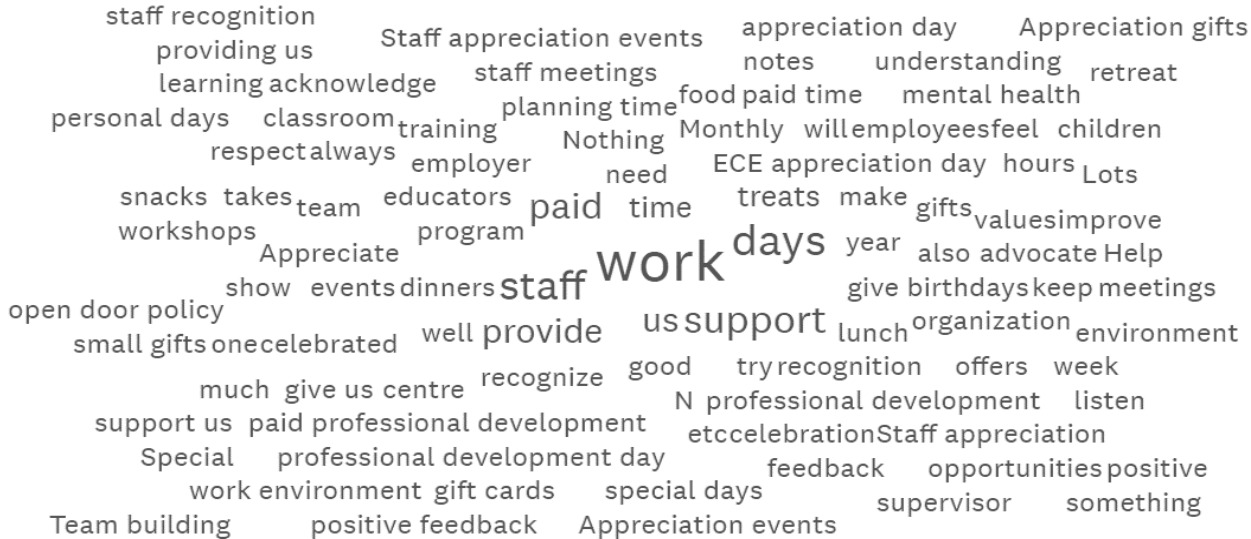 staff recognition
Staff appreciation events
appreciation day
Appreciation gifts
providing us
notes
understanding
retreat
learning
acknowledge
staff meetings
planning time
food
paid time
mental health
personal days
classroom
training
Nothing
Monthly
will
employees
feel
children
respect
always
employer
need
ECE appreciation day
hours
Lots
snacks
takes
team
educators
paid
time
treats
make
gifts
values
improve
workshops
Appreciate
program
work
days
year
also
advocate
Help
show
events
dinners
staff
give
birthdays
keep
meetings
open door policy
small gifts
one
celebrated
well
provide
us
support
lunch
organization
environment
much
give us
centre
recognize
good
try
recognition
offers
week
support us
paid professional development
N
professional development
listen
etc
celebration
Staff appreciation
Special
professional development day
feedback
opportunities
positive
work environment
gift cards
special days
supervisor
something
Team building
positive feedback
Appreciation events